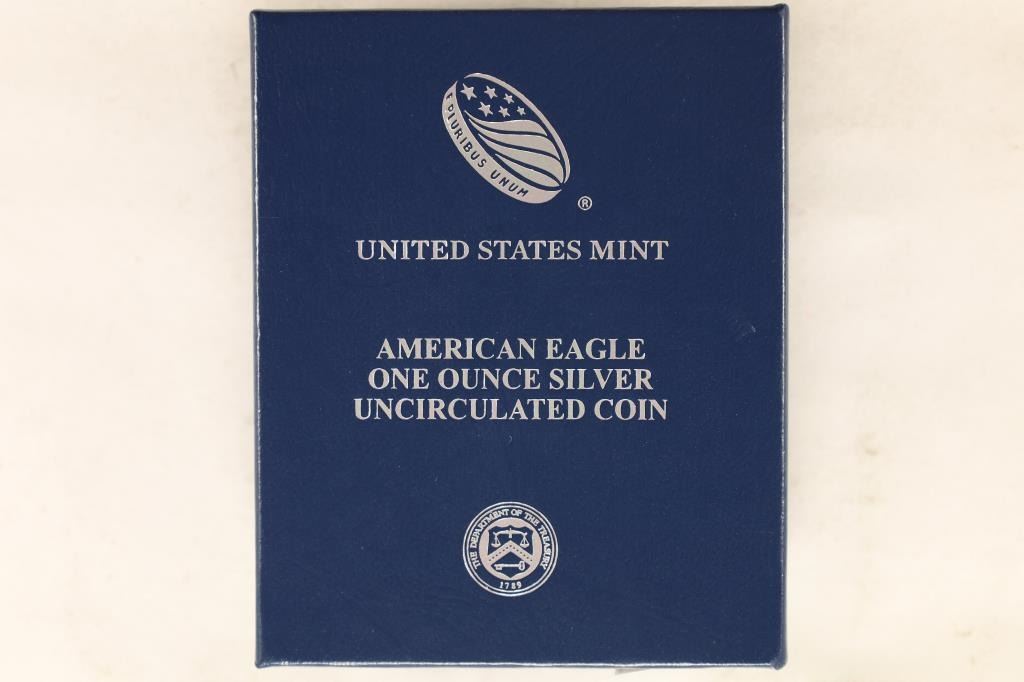 E PLURIBUS UNUM
®
UNITED STATES MINT
AMERICAN EAGLE
ONE OUNCE SILVER
UNCIRCULATED COIN
THE DEPARTMENT OF THE TREASURY
1789